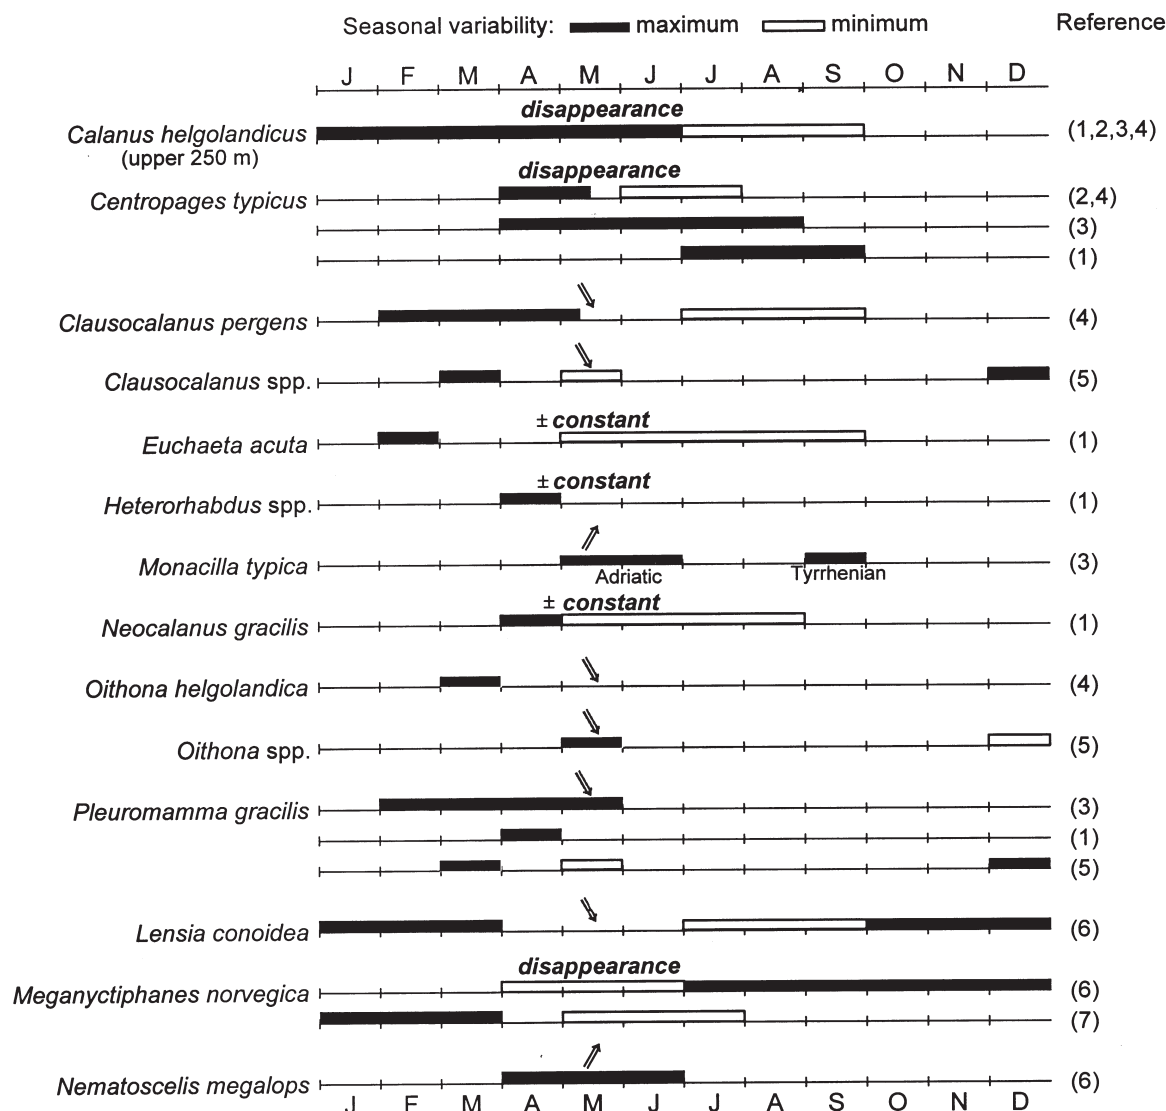 Seasonal variability: maximum minimum Reference
J F M A M J J A S O N D
disappearance
Calanus helgolandicus (1,2,3,4)
(upper 250 m)
disappearance
Centropages typicus (2,4)
(3)
(1)
Clausocalanus pergens (4)
Clausocalanus spp. (5)
± constant
Euchaeta acuta (1)
± constant
Heterorhabdus spp. (1)
Monacilla typica (3)
Adriatic Tyrrhenian
± constant
Neocalanus gracilis (1)
Oithona helgolandica (4)
Oithona spp. (5)
Pleuromamma gracilis (3)
(1)
(5)
Lensia conoidea (6)
disappearance
Meganyctiphanes norvegica (6)
(7)
Nematoscelis megalops (6)
J F M A M J J A S O N D